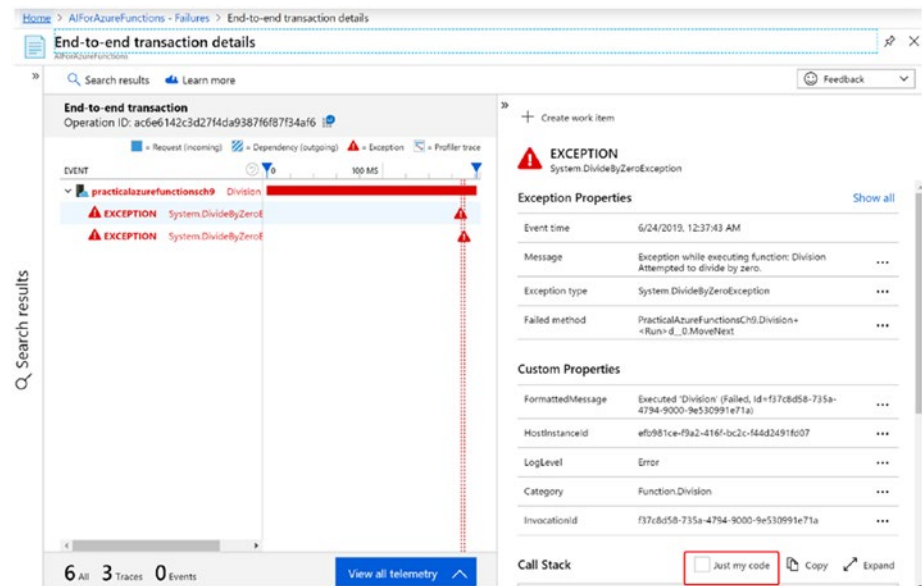 Home > AIForAzureFunctions - Failures > End-to-end transaction details
End-to-end transaction details
AIForAzureFunctions
Search results Learn more
Feedback
Search results
End-to-end transaction
Operation ID: ac6e6142c3d27f4da9387f6f87f34af6
= Request (incoming) = Dependency (outgoing) = Exception = Profiler trace
EVENT 0 100 MS
practicalazurefunctionsch9 Division
EXCEPTION System.DivideByZeroE
EXCEPTION System.DivideByZeroE
6 All 3 Traces 0 Events
View all telemetry
Create work item
EXCEPTION
System.DivideByZeroException
Exception Properties Show all
Event time 6/24/2019, 12:37:43 AM
Message Exception while executing function: Division
Attempted to divide by zero.
Exception type System.DivideByZeroException
Failed method PracticalAzureFunctionsCh9.Division+
<Run>d__0.MoveNext
Custom Properties
FormattedMessage Executed 'Division' (Failed, Id=f37c8d58-735a-
4794-9000-9e530991e71a)
HostInstanceId efb981ce-f9a2-416f-bc2c-f44d2491fd07
LogLevel Error
Category Function.Division
InvocationId f37c8d58-735a-4794-9000-9e530991e71a
Call Stack Just my code Copy Expand